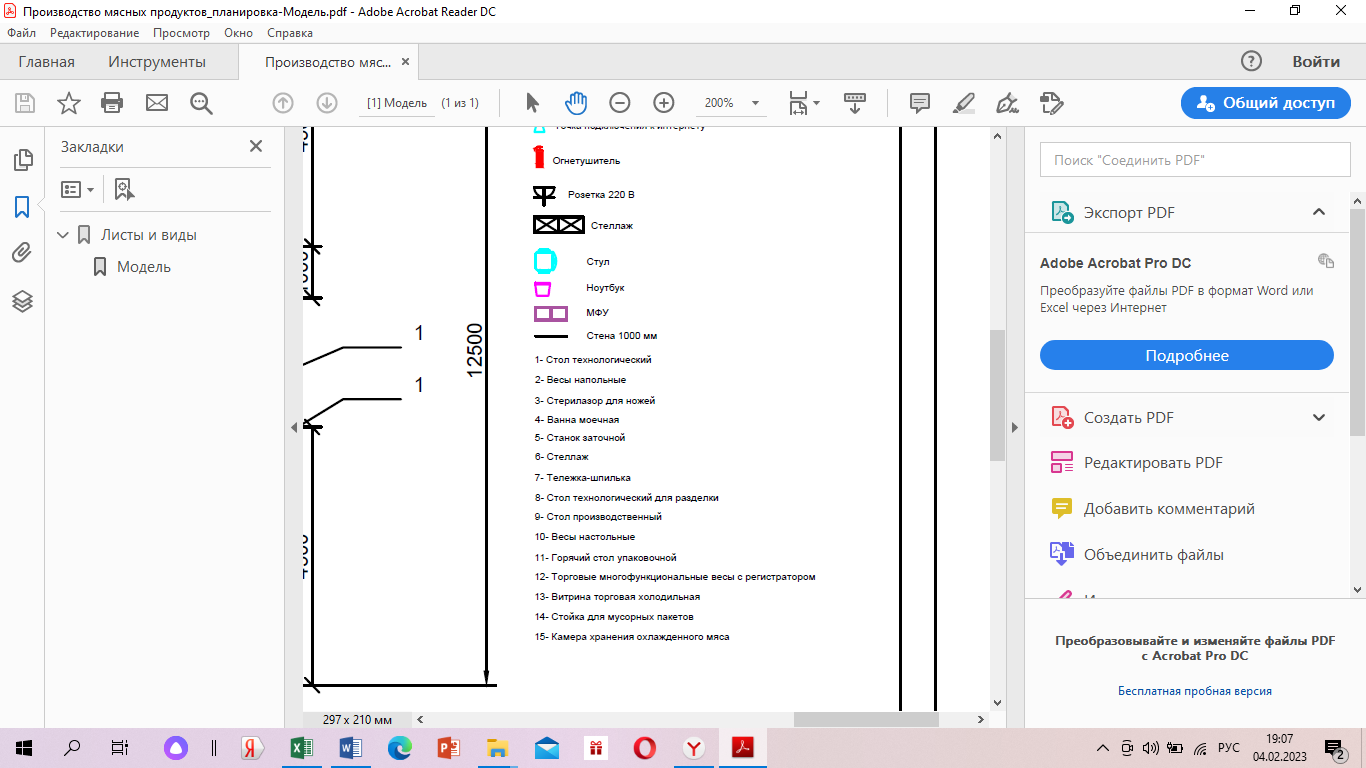 Производство мясных продуктов_планировка-Модель.pdf - Adobe Acrobat Reader DC
Файл Редактирование Просмотр Окно Справка
Главная Инструменты Производство мяс... Войти
[1] Модель (1 из 1) 200% Общий доступ
Закладки
Листы и виды
Модель
Точка подключения к интернету
Огнетушитель
Розетка 220 В
Стеллаж
Стул
Ноутбук
МФУ
Стена 1000 мм
1
1
12500
1- Стол технологический
2- Весы напольные
3- Стерилазор для ножей
4- Ванна моечная
5- Станок заточной
6- Стеллаж
7- Тележка-шпилька
8- Стол технологический для разделки
9- Стол производственный
10- Весы настольные
11- Горячий стол упаковочной
12- Торговые многофункциональные весы с регистратором
13- Витрина торговая холодильная
14- Стойка для мусорных пакетов
15- Камера хранения охлажденного мяса
297 x 210 мм
Поиск "Соединить PDF"
Экспорт PDF
Adobe Acrobat Pro DC
Преобразуйте файлы PDF в формат Word или
Excel через Интернет
Подробнее
Создать PDF
Редактировать PDF
Добавить комментарий
Объединить файлы
Преобразовывайте и изменяйте файлы PDF
с Acrobat Pro DC
Бесплатная пробная версия
РУС
19:07
04.02.2023
2